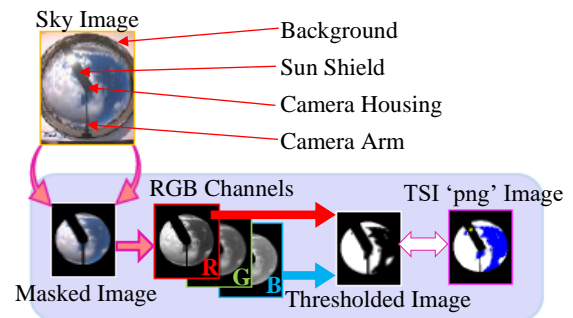 Sky Image
Background
Sun Shield
Camera Housing
Camera Arm
RGB Channels
TSI ‘png’ Image
R
G
B
Masked Image
Thresholded Image